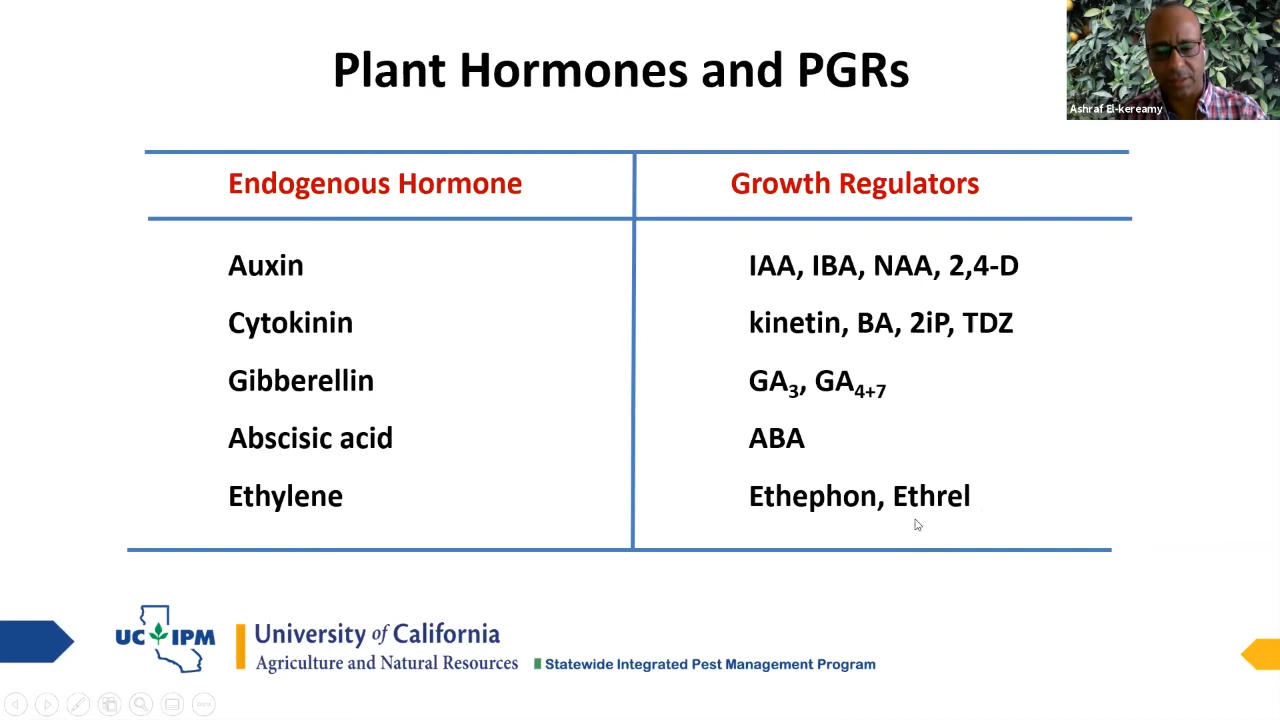 Plant Hormones and PGRs
Ashraf El-kereamy
Endogenous Hormone
Growth Regulators
Auxin
IAA, IBA, NAA, 2,4-D
Cytokinin
kinetin, BA, 2iP, TDZ
Gibberellin
GA₃, GA₄₊₇
Abscisic acid
ABA
Ethylene
Ethephon, Ethrel
UC IPM
University of California
Agriculture and Natural Resources
Statewide Integrated Pest Management Program